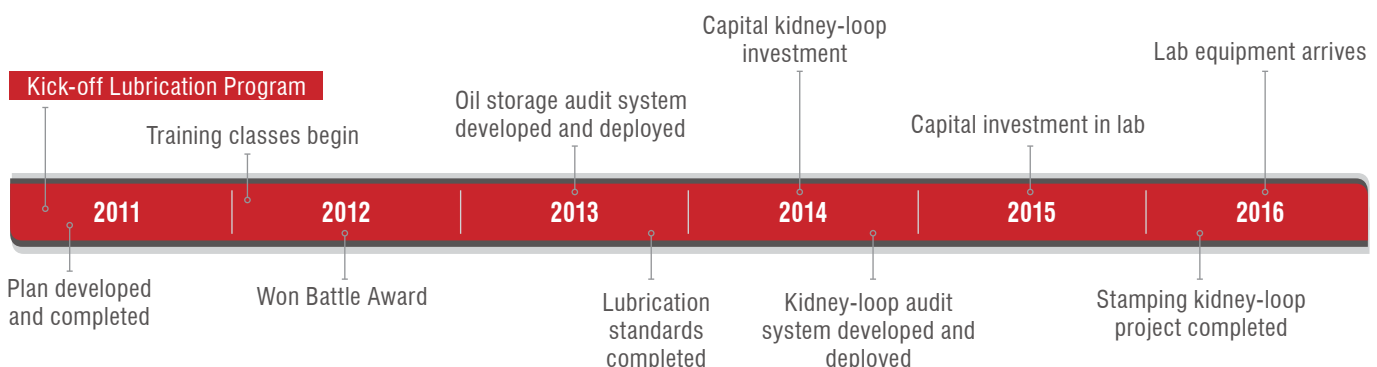 Kick-off Lubrication Program
Training classes begin
Oil storage audit system
developed and deployed
Capital kidney-loop
investment
Capital investment in lab
Lab equipment arrives
2011
2012
2013
2014
2015
2016
Plan developed
and completed
Won Battle Award
Lubrication
standards
completed
Kidney-loop audit
system developed and
deployed
Stamping kidney-loop
project completed